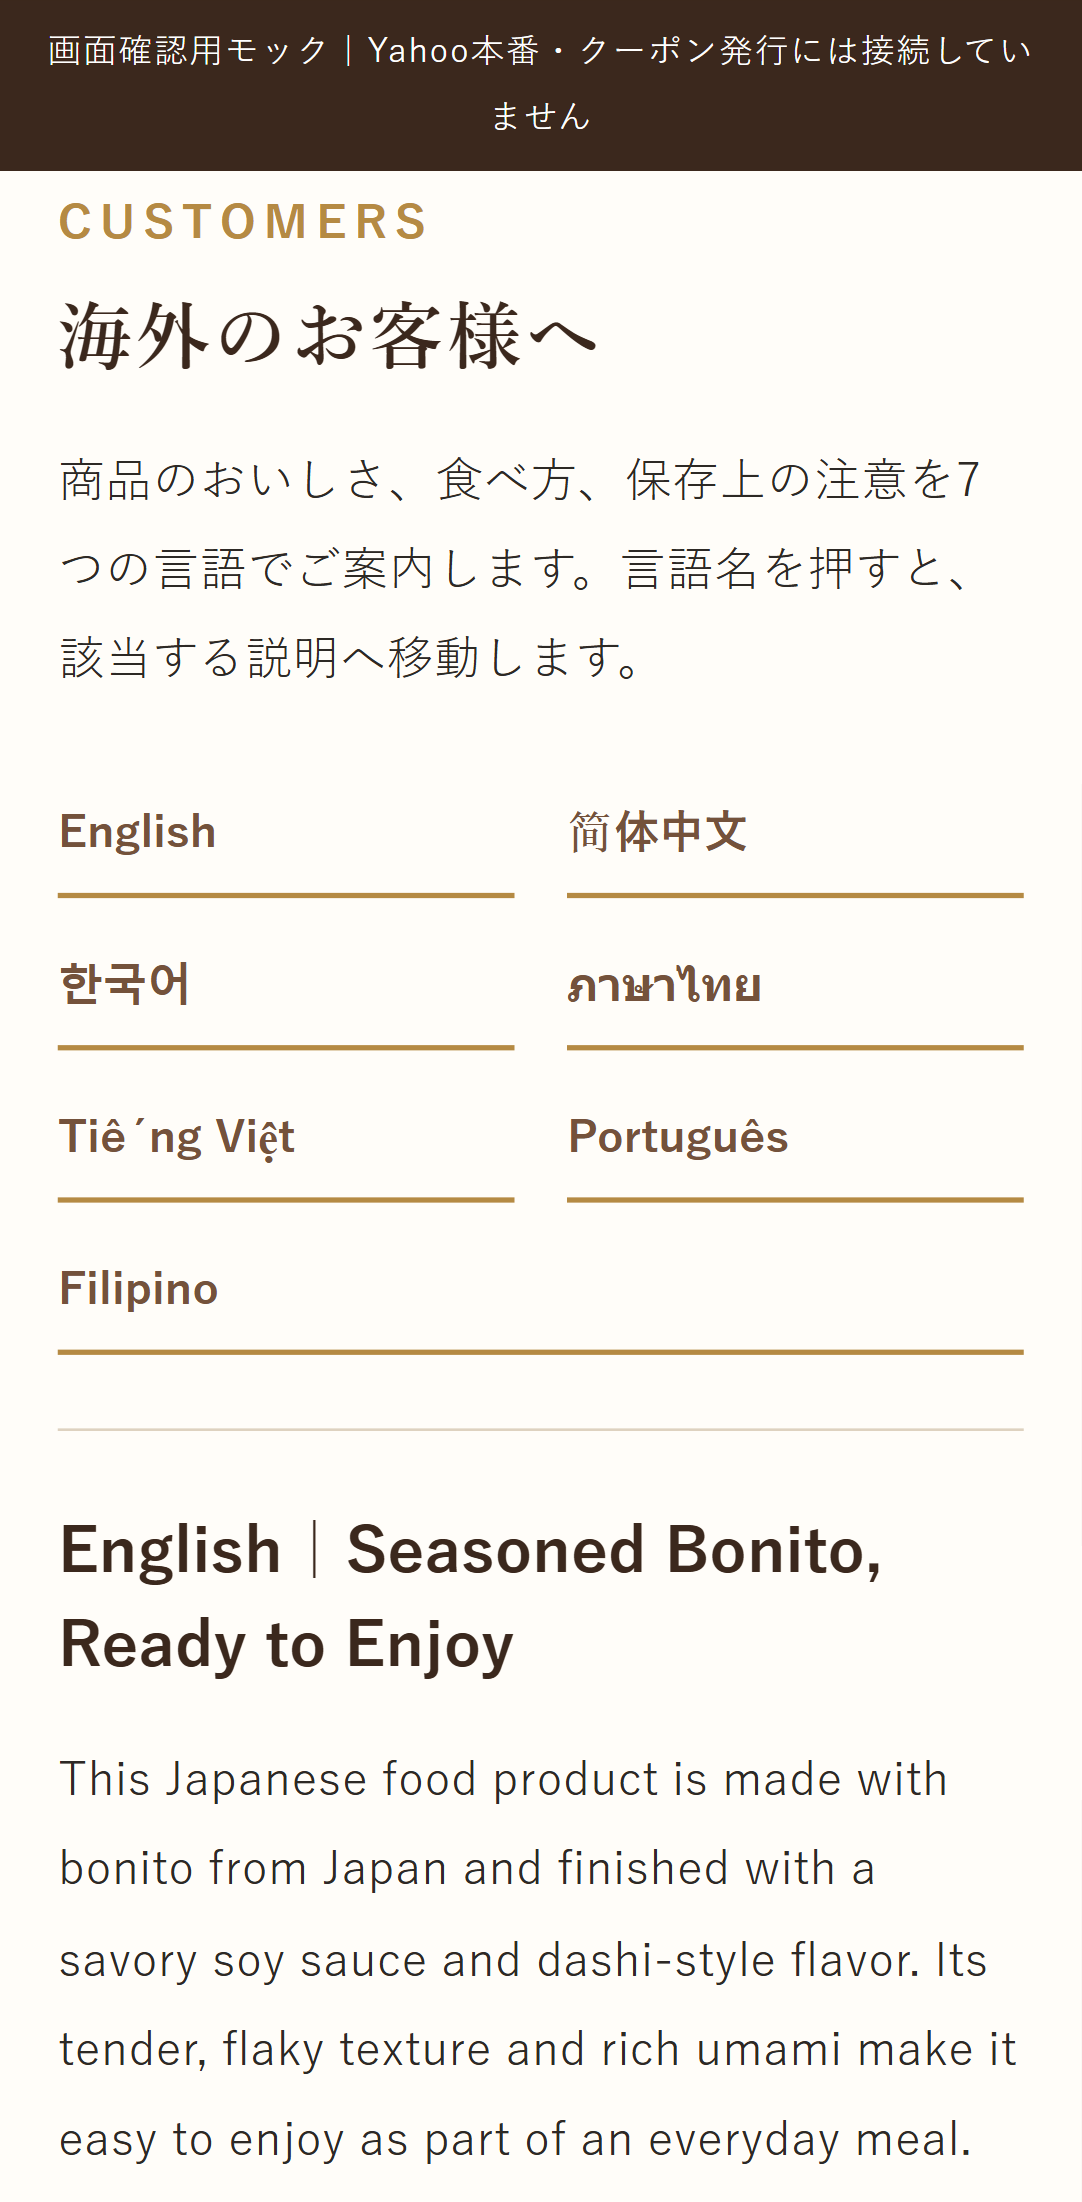 画面確認用モック｜Yahoo本番・クーポン発行には接続してい
ません
CUSTOMERS
海外のお客様へ
商品のおいしさ、食べ方、保存上の注意を7
つの言語でご案内します。言語名を押すと、
該当する説明へ移動します。
English
简体中文
한국어
ภาษาไทย
Tiếng Việt
Português
Filipino
English｜Seasoned Bonito,
Ready to Enjoy
This Japanese food product is made with
bonito from Japan and finished with a
savory soy sauce and dashi-style flavor. Its
tender, flaky texture and rich umami make it
easy to enjoy as part of an everyday meal.